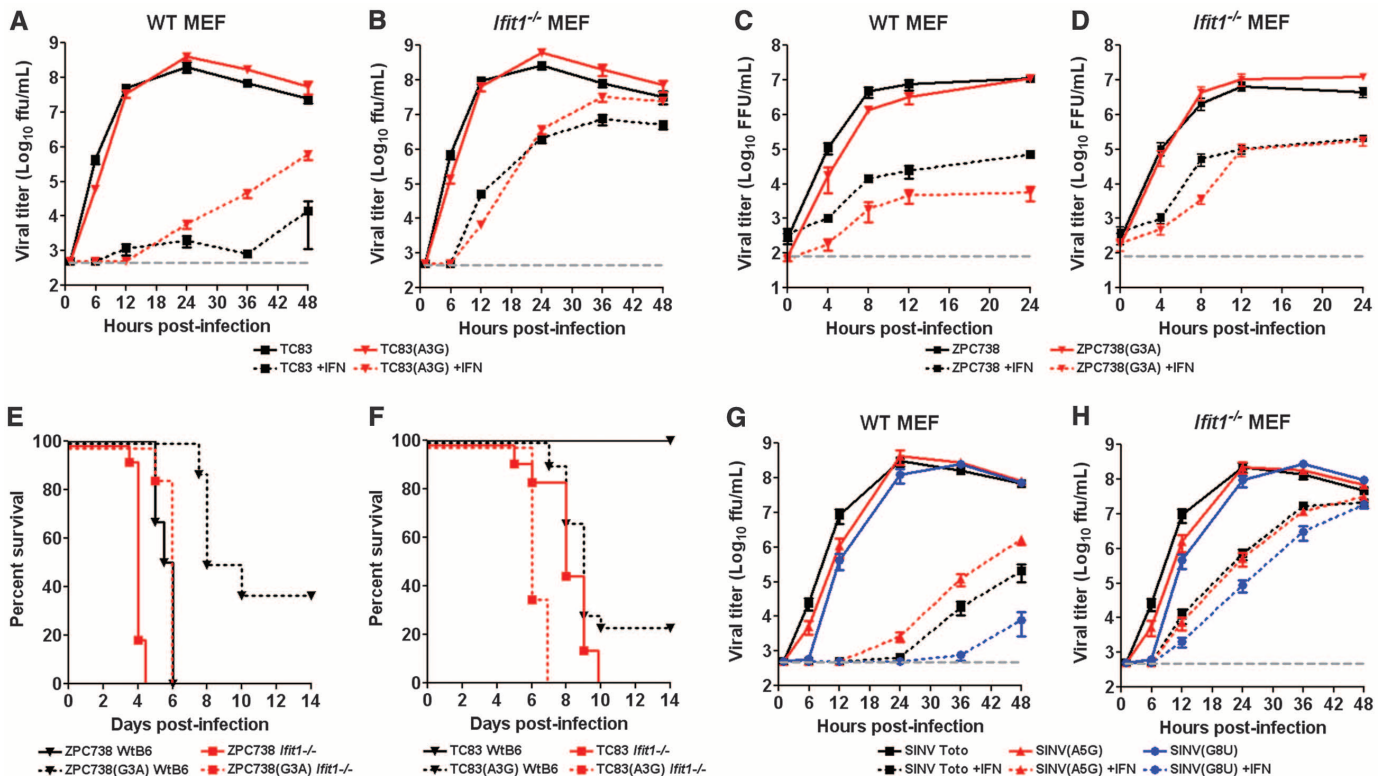 A
WT MEF
Viral titer (Log10 ffu/mL)
9
8
7
6
5
4
3
2
0 6 12 18 24 30 36 42 48
Hours post-infection
B
Ifit1-/- MEF
9
8
7
6
5
4
3
2
0 6 12 18 24 30 36 42 48
Hours post-infection
TC83 TC83(A3G)
TC83 +IFN TC83(A3G) +IFN
C
WT MEF
Viral titer (Log10 FFU/mL)
8
7
6
5
4
3
2
1
0 4 8 12 16 20 24
Hours post-infection
D
Ifit1-/- MEF
Viral titer (Log10 FFU/mL)
8
7
6
5
4
3
2
1
0 4 8 12 16 20 24
Hours post-infection
ZPC738 ZPC738(G3A)
ZPC738 +IFN ZPC738(G3A) +IFN
E
Percent survival
100
80
60
40
20
0
0 2 4 6 8 10 12 14
Days post-infection
ZPC738 WtB6 ZPC738 Ifit1-/-
ZPC738(G3A) WtB6 ZPC738(G3A) Ifit1-/-
F
Percent survival
100
80
60
40
20
0
0 2 4 6 8 10 12 14
Days post-infection
TC83 WtB6 TC83 Ifit1-/-
TC83(A3G) WtB6 TC83(A3G) Ifit1-/-
G
WT MEF
Viral titer (Log10 ffu/mL)
9
8
7
6
5
4
3
2
0 6 12 18 24 30 36 42 48
Hours post-infection
H
Ifit1-/- MEF
Viral titer (Log10 ffu/mL)
9
8
7
6
5
4
3
2
0 6 12 18 24 30 36 42 48
Hours post-infection
SINV Toto SINV(A5G) SINV(G8U)
SINV Toto +IFN SINV(A5G) +IFN SINV(G8U) +IFN